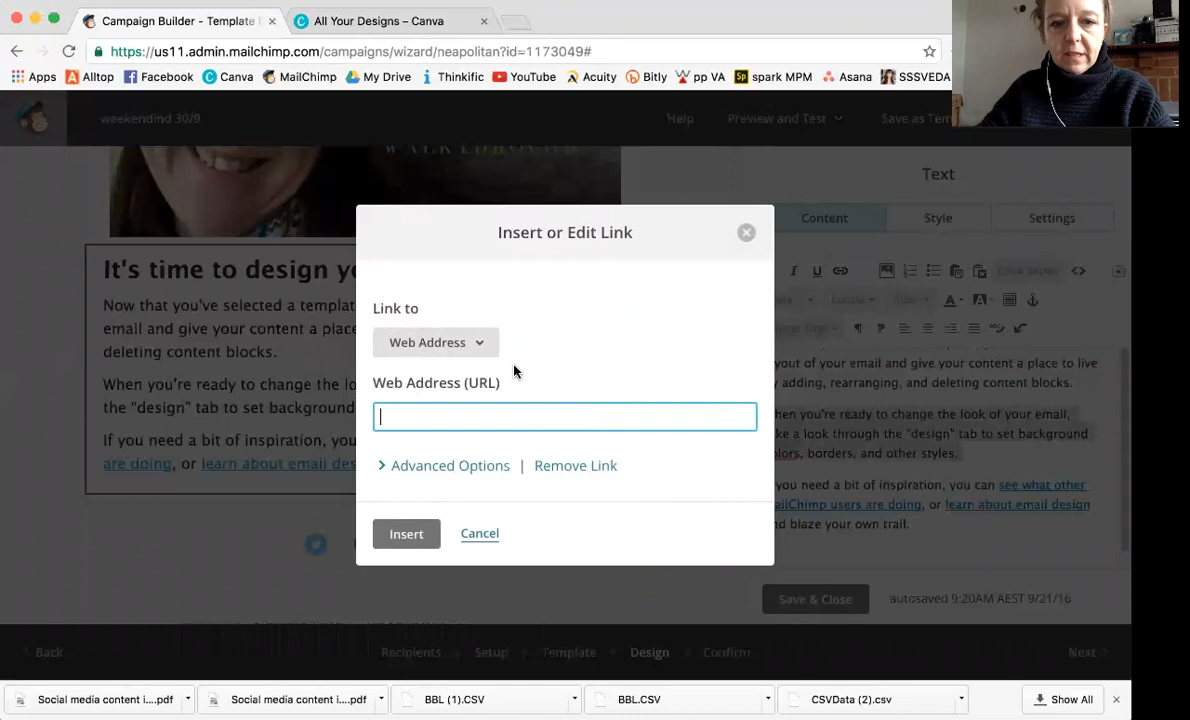 Campaign Builder - Template
All Your Designs – Canva
https://us11.admin.mailchimp.com/campaigns/wizard/neapolitan?id=1173049#
Apps Alltop Facebook Canva MailChimp My Drive Thinkific YouTube Acuity Bitly pp VA spark MPM Asana SSSVEDA
weekendind 30/9 Help Preview and Test Save as Tem
Text
Content Style Settings
Insert or Edit Link
Link to
Web Address
Web Address (URL)
Advanced Options | Remove Link
Insert Cancel
It's time to design yo
Now that you've selected a templat
email and give your content a place
deleting content blocks.
When you're ready to change the lo
the "design" tab to set background
If you need a bit of inspiration, you
are doing, or learn about email des
out of your email and give your content a place to live
y adding, rearranging, and deleting content blocks.
hen you're ready to change the look of your email,
ke a look through the "design" tab to set background
olors, borders, and other styles.
you need a bit of inspiration, you can see what other
ailChimp users are doing, or learn about email design
nd blaze your own trail.
Save & Close autosaved 9:20AM AEST 9/21/16
Back Recipients Setup Template Design Confirm Next
Social media content i....pdf Social media content i....pdf BBL (1).CSV BBL.CSV CSVData (2).csv Show All